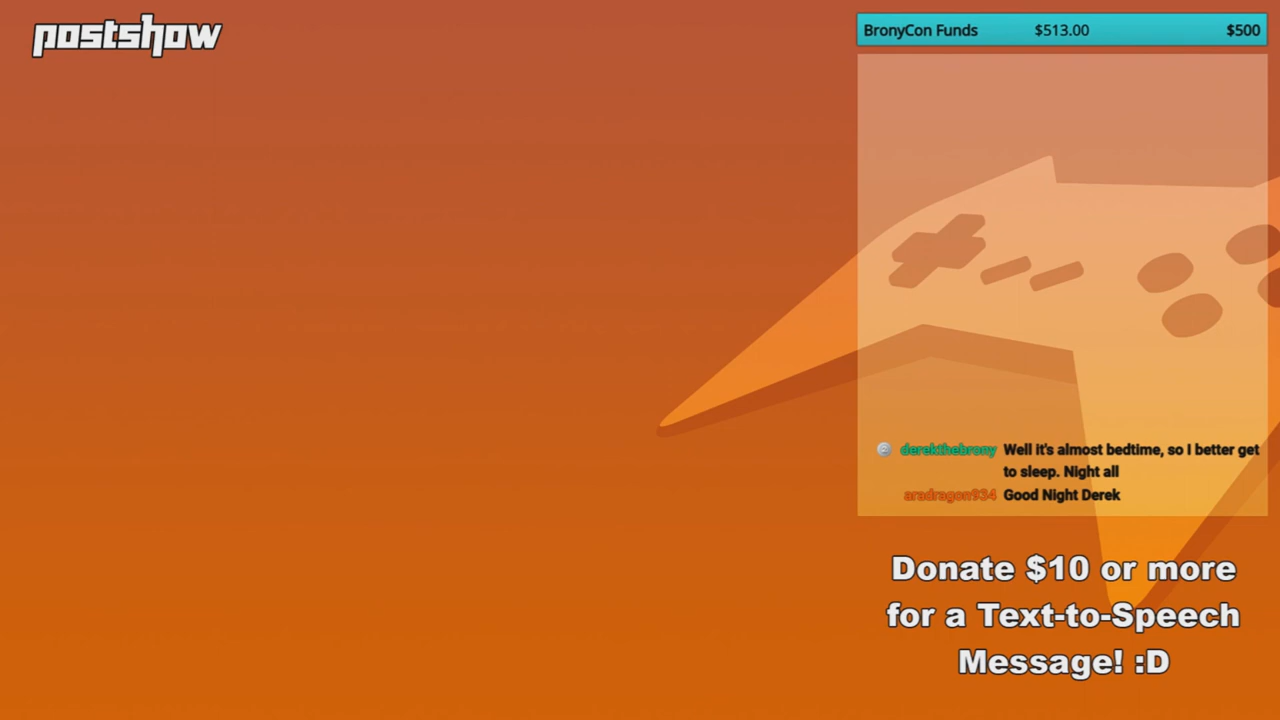 postshow
BronyCon Funds $513.00 $500
derekthebrony Well it's almost bedtime, so I better get
to sleep. Night all
aradragon934 Good Night Derek
Donate $10 or more
for a Text-to-Speech
Message! :D